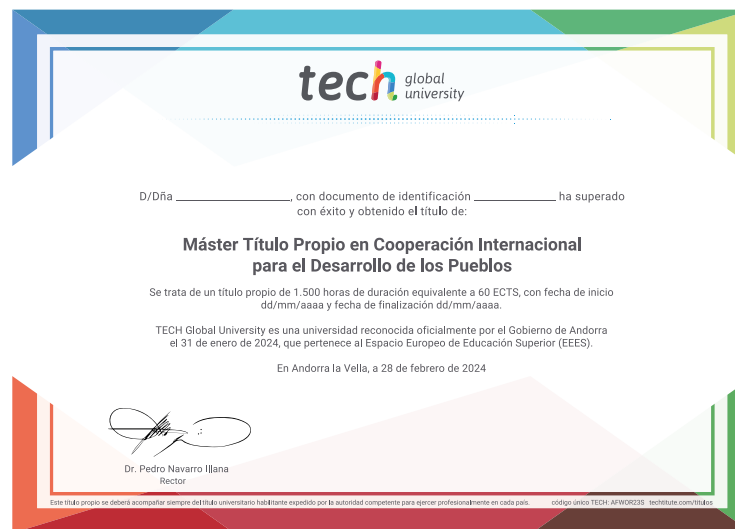 tech global
university
D/Dña ______________, con documento de identificación __________ ha superado
con éxito y obtenido el título de:
Máster Título Propio en Cooperación Internacional
para el Desarrollo de los Pueblos
Se trata de un título propio de 1.500 horas de duración equivalente a 60 ECTS, con fecha de inicio
dd/mm/aaaa y fecha de finalización dd/mm/aaaa.
TECH Global University es una universidad reconocida oficialmente por el Gobierno de Andorra
el 31 de enero de 2024, que pertenece al Espacio Europeo de Educación Superior (EEES).
En Andorra la Vella, a 28 de febrero de 2024
Dr. Pedro Navarro Illana
Rector
Este título propio se deberá acompañar siempre del título universitario habilitante expedido por la autoridad competente para ejercer profesionalmente en cada país. código único TECH: AFWOR23S techtitute.com/titulos